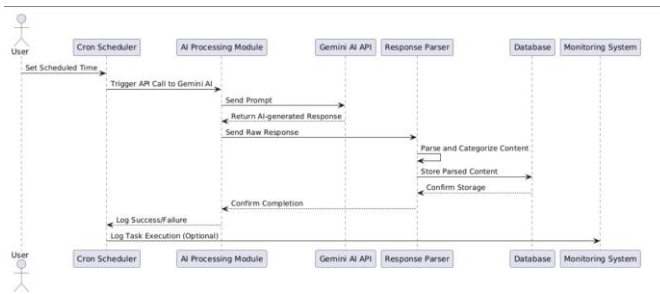 User
Cron Scheduler
AI Processing Module
Gemini AI API
Response Parser
Database
Monitoring System
Set Scheduled Time
Trigger API Call to Gemini AI
Send Prompt
Return AI-generated Response
Send Raw Response
Parse and Categorize Content
Store Parsed Content
Confirm Storage
Confirm Completion
Log Success/Failure
Log Task Execution (Optional)
User
Cron Scheduler
AI Processing Module
Gemini AI API
Response Parser
Database
Monitoring System